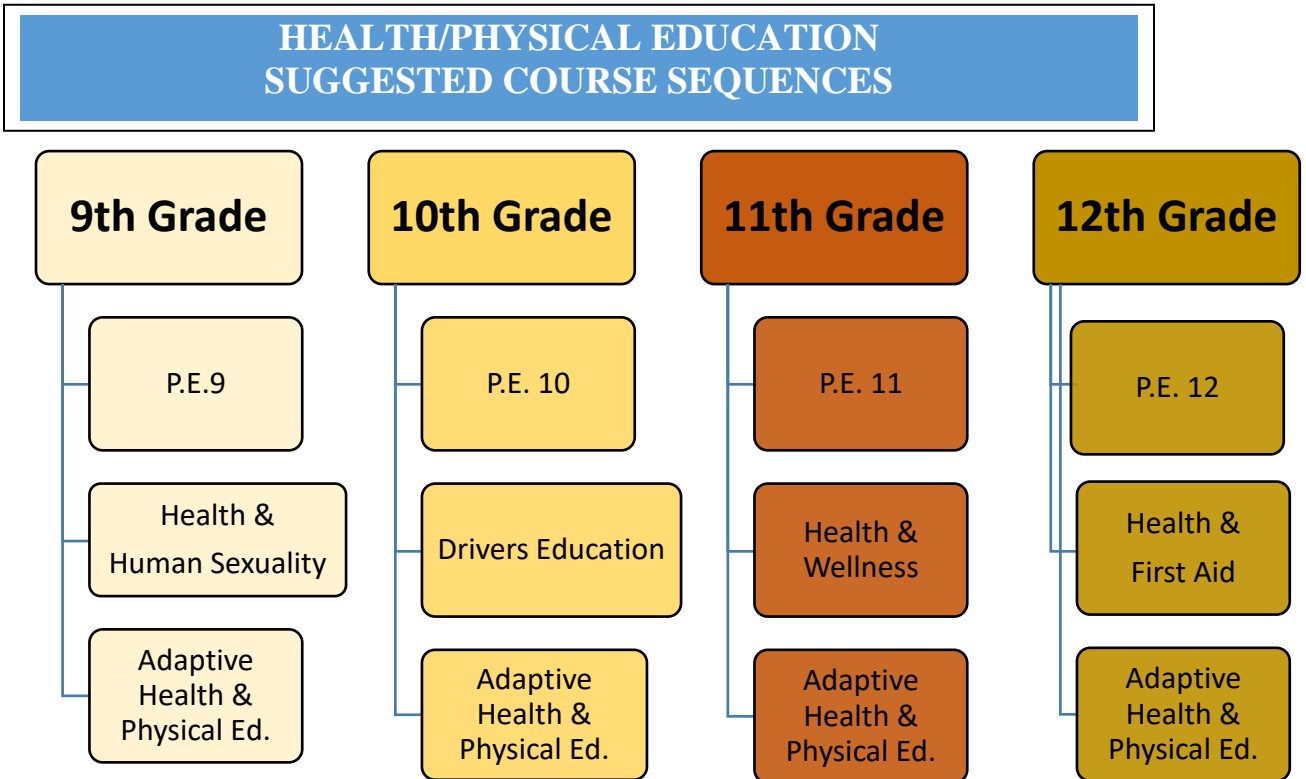 HEALTH/PHYSICAL EDUCATION
SUGGESTED COURSE SEQUENCES
9th Grade
P.E.9
Health &
Human Sexuality
Adaptive
Health &
Physical Ed.
10th Grade
P.E. 10
Drivers Education
Adaptive
Health &
Physical Ed.
11th Grade
P.E. 11
Health &
Wellness
Adaptive
Health &
Physical Ed.
12th Grade
P.E. 12
Health &
First Aid
Adaptive
Health &
Physical Ed.